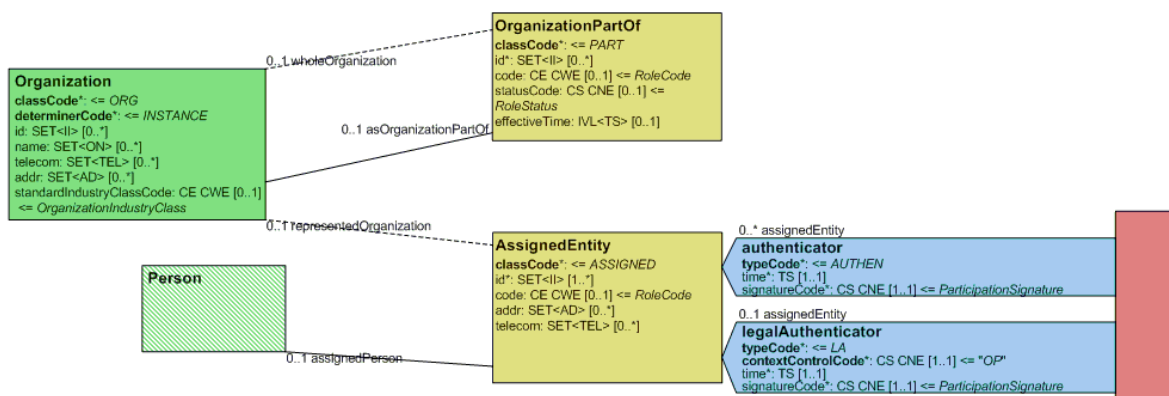 OrganizationPartOf
classCode*: <= PART
id*: SET<II> [0..*]
code: CE CWE [0..1] <= RoleCode
statusCode: CS CNE [0..1] <=
RoleStatus
effectiveTime: IVL<TS> [0..1]
0..1 wholeOrganization
Organization
classCode*: <= ORG
determinerCode*: <= INSTANCE
id: SET<II> [0..*]
name: SET<ON> [0..*]
telecom: SET<TEL> [0..*]
addr: SET<AD> [0..*]
standardIndustryClassCode: CE CWE [0..1]
<= OrganizationIndustryClass
0..1 asOrganizationPartOf
0..1 representedOrganization
AssignedEntity
classCode*: <= ASSIGNED
id*: SET<II> [1..*]
code: CE CWE [0..1] <= RoleCode
addr: SET<AD> [0..*]
telecom: SET<TEL> [0..*]
Person
0..1 assignedPerson
0..* assignedEntity
authenticator
typeCode*: <= AUTHEN
time*: TS [1..1]
signatureCode*: CS CNE [1..1] <= ParticipationSignature
0..1 assignedEntity
legalAuthenticator
typeCode*: <= LA
contextControlCode*: CS CNE [1..1] <= "OP"
time*: TS [1..1]
signatureCode*: CS CNE [1..1] <= ParticipationSignature